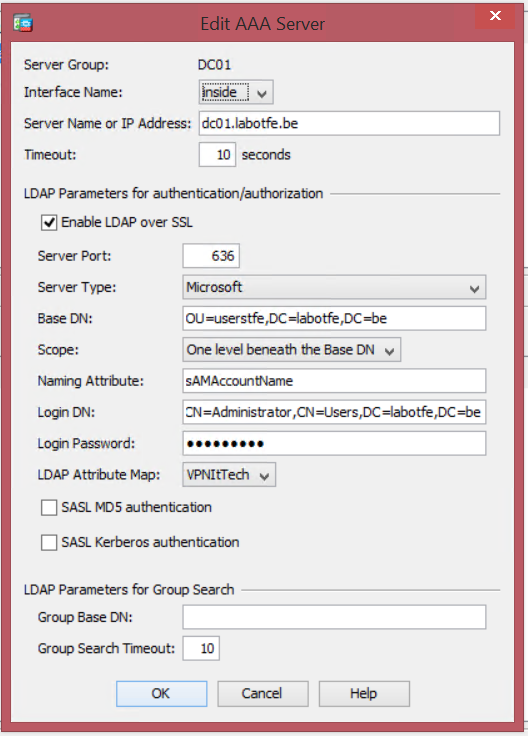 Edit AAA Server
Server Group: DC01
Interface Name: inside
Server Name or IP Address: dc01.labotfe.be
Timeout: 10 seconds
LDAP Parameters for authentication/authorization
Enable LDAP over SSL
Server Port: 636
Server Type: Microsoft
Base DN: OU=userstfe,DC=labotfe,DC=be
Scope: One level beneath the Base DN
Naming Attribute: sAMAccountName
Login DN: CN=Administrator,CN=Users,DC=labotfe,DC=be
Login Password: ●●●●●●●●●
LDAP Attribute Map: VPNItTech
SASL MD5 authentication
SASL Kerberos authentication
LDAP Parameters for Group Search
Group Base DN:
Group Search Timeout: 10
OK Cancel Help